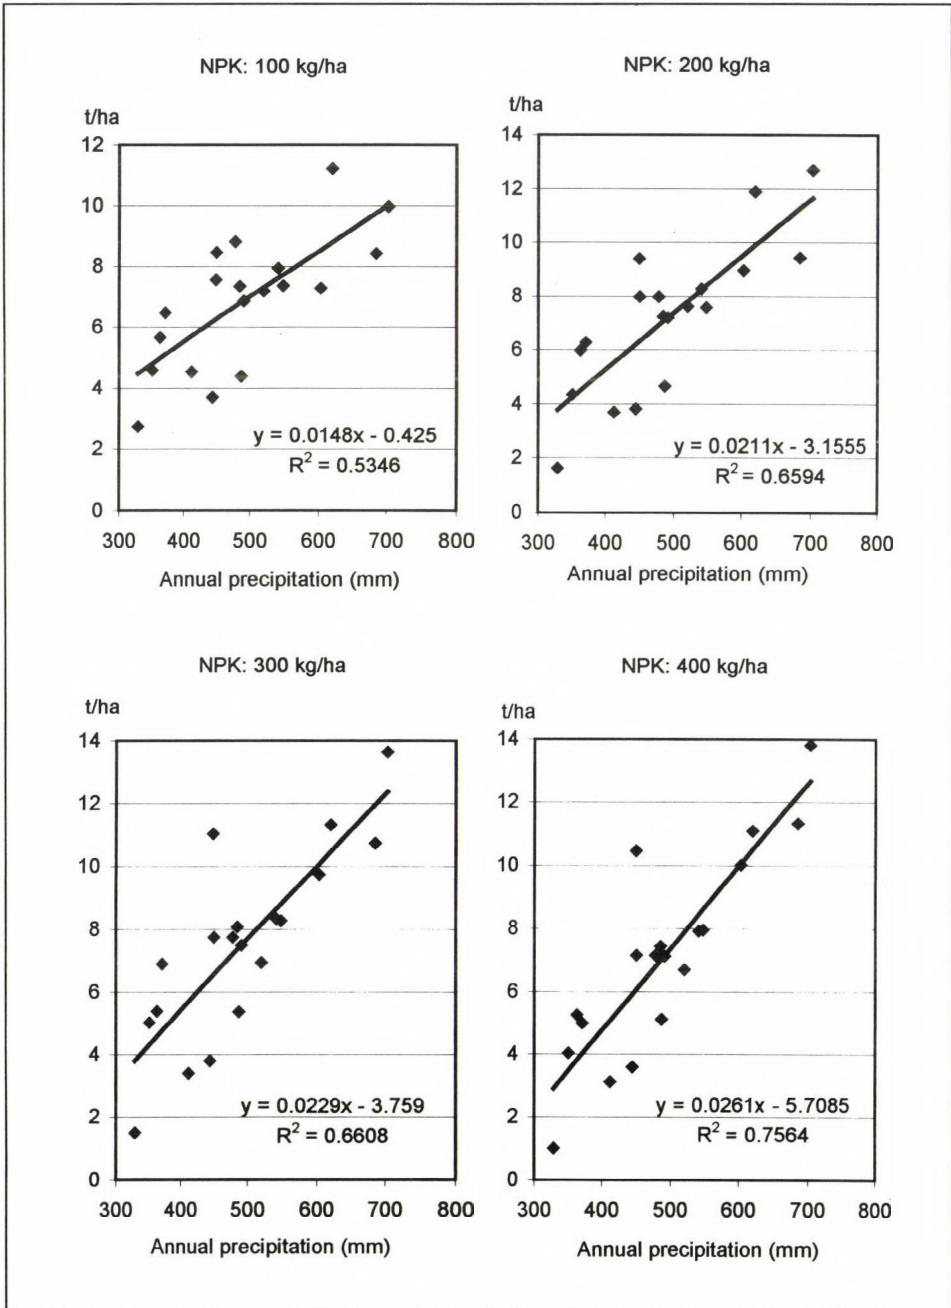 NPK: 100 kg/ha
t/ha
12
10
8
6
4
2
0
y = 0.0148x - 0.425
R² = 0.5346
300 400 500 600 700 800
Annual precipitation (mm)
NPK: 200 kg/ha
t/ha
14
12
10
8
6
4
2
0
y = 0.0211x - 3.1555
R² = 0.6594
300 400 500 600 700 800
Annual precipitation (mm)
NPK: 300 kg/ha
t/ha
14
12
10
8
6
4
2
0
y = 0.0229x - 3.759
R² = 0.6608
300 400 500 600 700 800
Annual precipitation (mm)
NPK: 400 kg/ha
t/ha
14
12
10
8
6
4
2
0
y = 0.0261x - 5.7085
R² = 0.7564
300 400 500 600 700 800
Annual precipitation (mm)